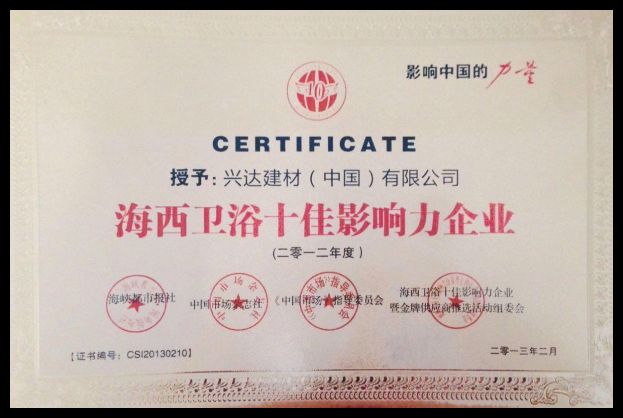 影响中国的力量
10
CERTIFICATE
授予：兴达建材（中国）有限公司
海西卫浴十佳影响力企业
(二零一二年度)
海峡都市报社
中国市场杂志社
《中国市场》指导委员会
海西卫浴十佳影响力企业
暨金牌供应商推选活动组委会
【证书编号：CSI20130210】
二零一三年二月